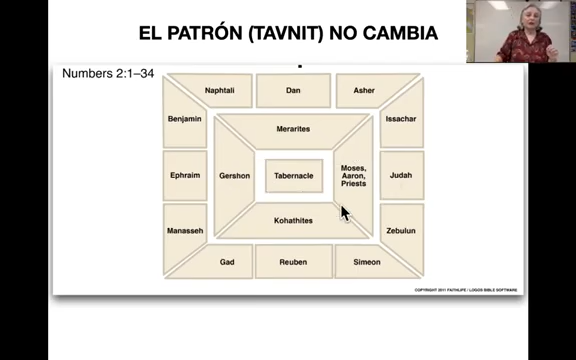 EL PATRÓN (TAVNIT) NO CAMBIA
Numbers 2:1–34
Naphtali
Dan
Asher
Benjamin
Issachar
Merarites
Ephraim
Gershon
Tabernacle
Moses,
Aaron,
Priests
Judah
Kohathites
Manasseh
Zebulun
Gad
Reuben
Simeon
COPYRIGHT 2011 FAITHLIFE / LOGOS BIBLE SOFTWARE